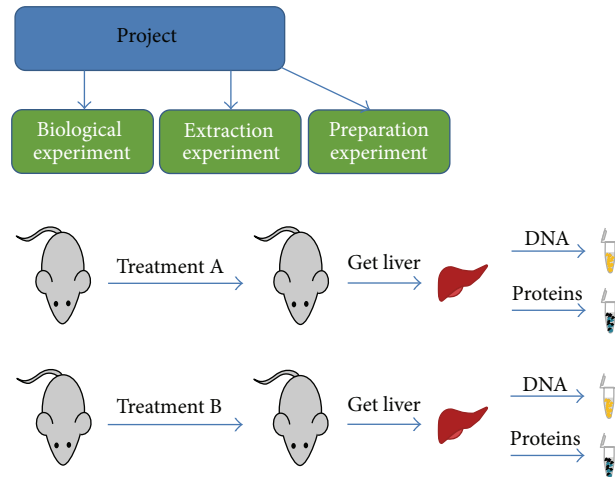 Project
Biological
experiment
Extraction
experiment
Preparation
experiment
Treatment A
Get liver
DNA
Proteins
Treatment B
Get liver
DNA
Proteins